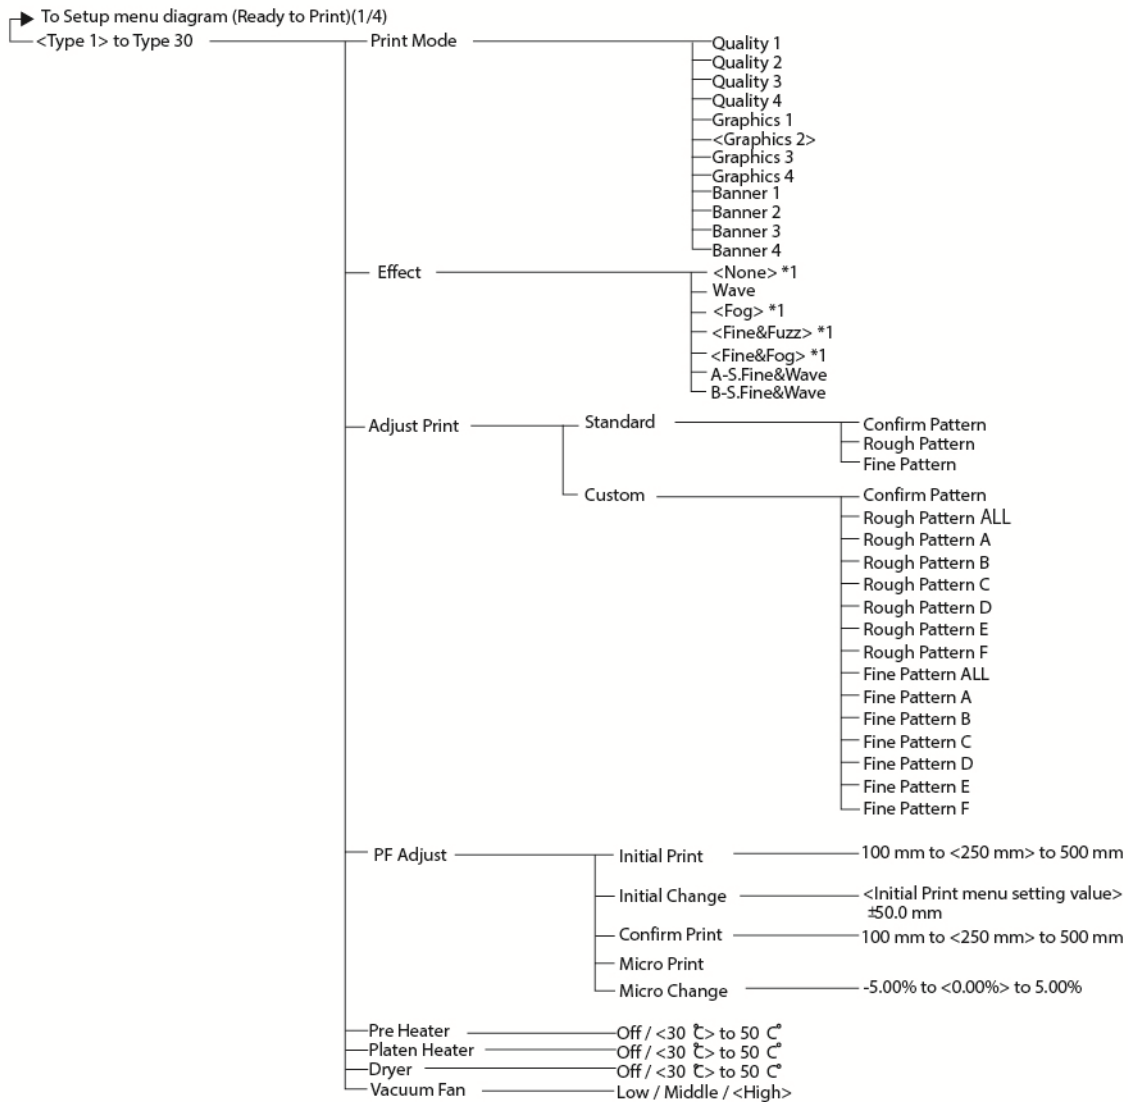 To Setup menu diagram (Ready to Print)(1/4)
<Type 1> to Type 30
Print Mode
Quality 1
Quality 2
Quality 3
Quality 4
Graphics 1
<Graphics 2>
Graphics 3
Graphics 4
Banner 1
Banner 2
Banner 3
Banner 4
Effect
<None> *1
Wave
<Fog> *1
<Fine&Fuzz> *1
<Fine&Fog> *1
A-S.Fine&Wave
B-S.Fine&Wave
Adjust Print
Standard
Confirm Pattern
Rough Pattern
Fine Pattern
Custom
Confirm Pattern
Rough Pattern ALL
Rough Pattern A
Rough Pattern B
Rough Pattern C
Rough Pattern D
Rough Pattern E
Rough Pattern F
Fine Pattern ALL
Fine Pattern A
Fine Pattern B
Fine Pattern C
Fine Pattern D
Fine Pattern E
Fine Pattern F
PF Adjust
Initial Print
100 mm to <250 mm> to 500 mm
Initial Change
<Initial Print menu setting value>
±50.0 mm
Confirm Print
100 mm to <250 mm> to 500 mm
Micro Print
Micro Change
-5.00% to <0.00%> to 5.00%
Pre Heater
Off / <30 ℃> to 50 C°
Platen Heater
Off / <30 ℃> to 50 C°
Dryer
Off / <30 ℃> to 50 C°
Vacuum Fan
Low / Middle / <High>